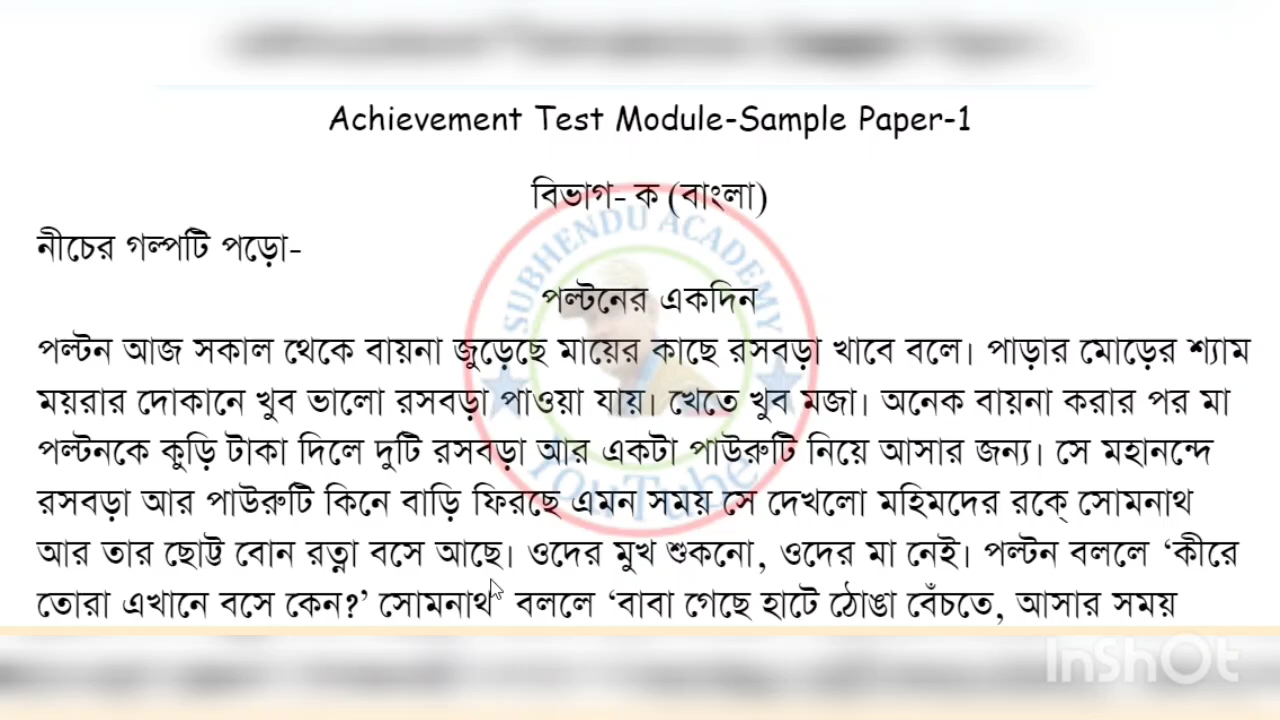 Achievement Test Module-Sample Paper-1
বিভাগ- ক (বাংলা)
নীচের গল্পটি পড়ো-
পল্টনের একদিন
পল্টন আজ সকাল থেকে বায়না জুড়েছে মায়ের কাছে রসবড়া খাবে বলে। পাড়ার মোড়ের শ্যাম
ময়রার দোকানে খুব ভালো রসবড়া পাওয়া যায়। খেতে খুব মজা। অনেক বায়না করার পর মা
পল্টনকে কুড়ি টাকা দিলে দুটি রসবড়া আর একটা পাউরুটি নিয়ে আসার জন্য। সে মহানন্দে
রসবড়া আর পাউরুটি কিনে বাড়ি ফিরছে এমন সময় সে দেখলো মহিমদের রকে্ সোমনাথ
আর তার ছোট্ট বোন রত্না বসে আছে। ওদের মুখ শুকনো, ওদের মা নেই। পল্টন বললে ‘কীরে
তোরা এখানে বসে কেন?’ সোমনাথ বললে ‘বাবা গেছে হাটে ঠোঙা বেঁচতে, আসার সময়
SUBHENDU ACADEMY
YouTube
InShOt